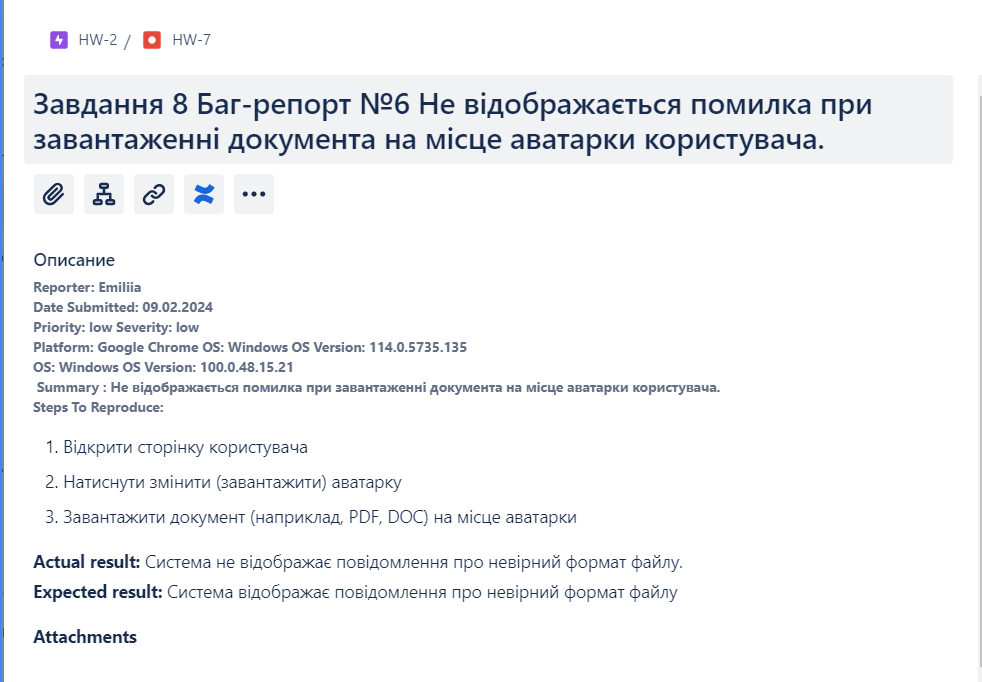 HW-2 / HW-7
Завдання 8 Баг-репорт №6 Не відображається помилка при
завантаженні документа на місце аватарки користувача.
Описание
Reporter: Emiliia
Date Submitted: 09.02.2024
Priority: low Severity: low
Platform: Google Chrome OS: Windows OS Version: 114.0.5735.135
OS: Windows OS Version: 100.0.48.15.21
Summary : Не відображається помилка при завантаженні документа на місце аватарки користувача.
Steps To Reproduce:
1. Відкрити сторінку користувача
2. Натиснути змінити (завантажити) аватарку
3. Завантажити документ (наприклад, PDF, DOC) на місце аватарки
Actual result: Система не відображає повідомлення про невірний формат файлу.
Expected result: Система відображає повідомлення про невірний формат файлу
Attachments